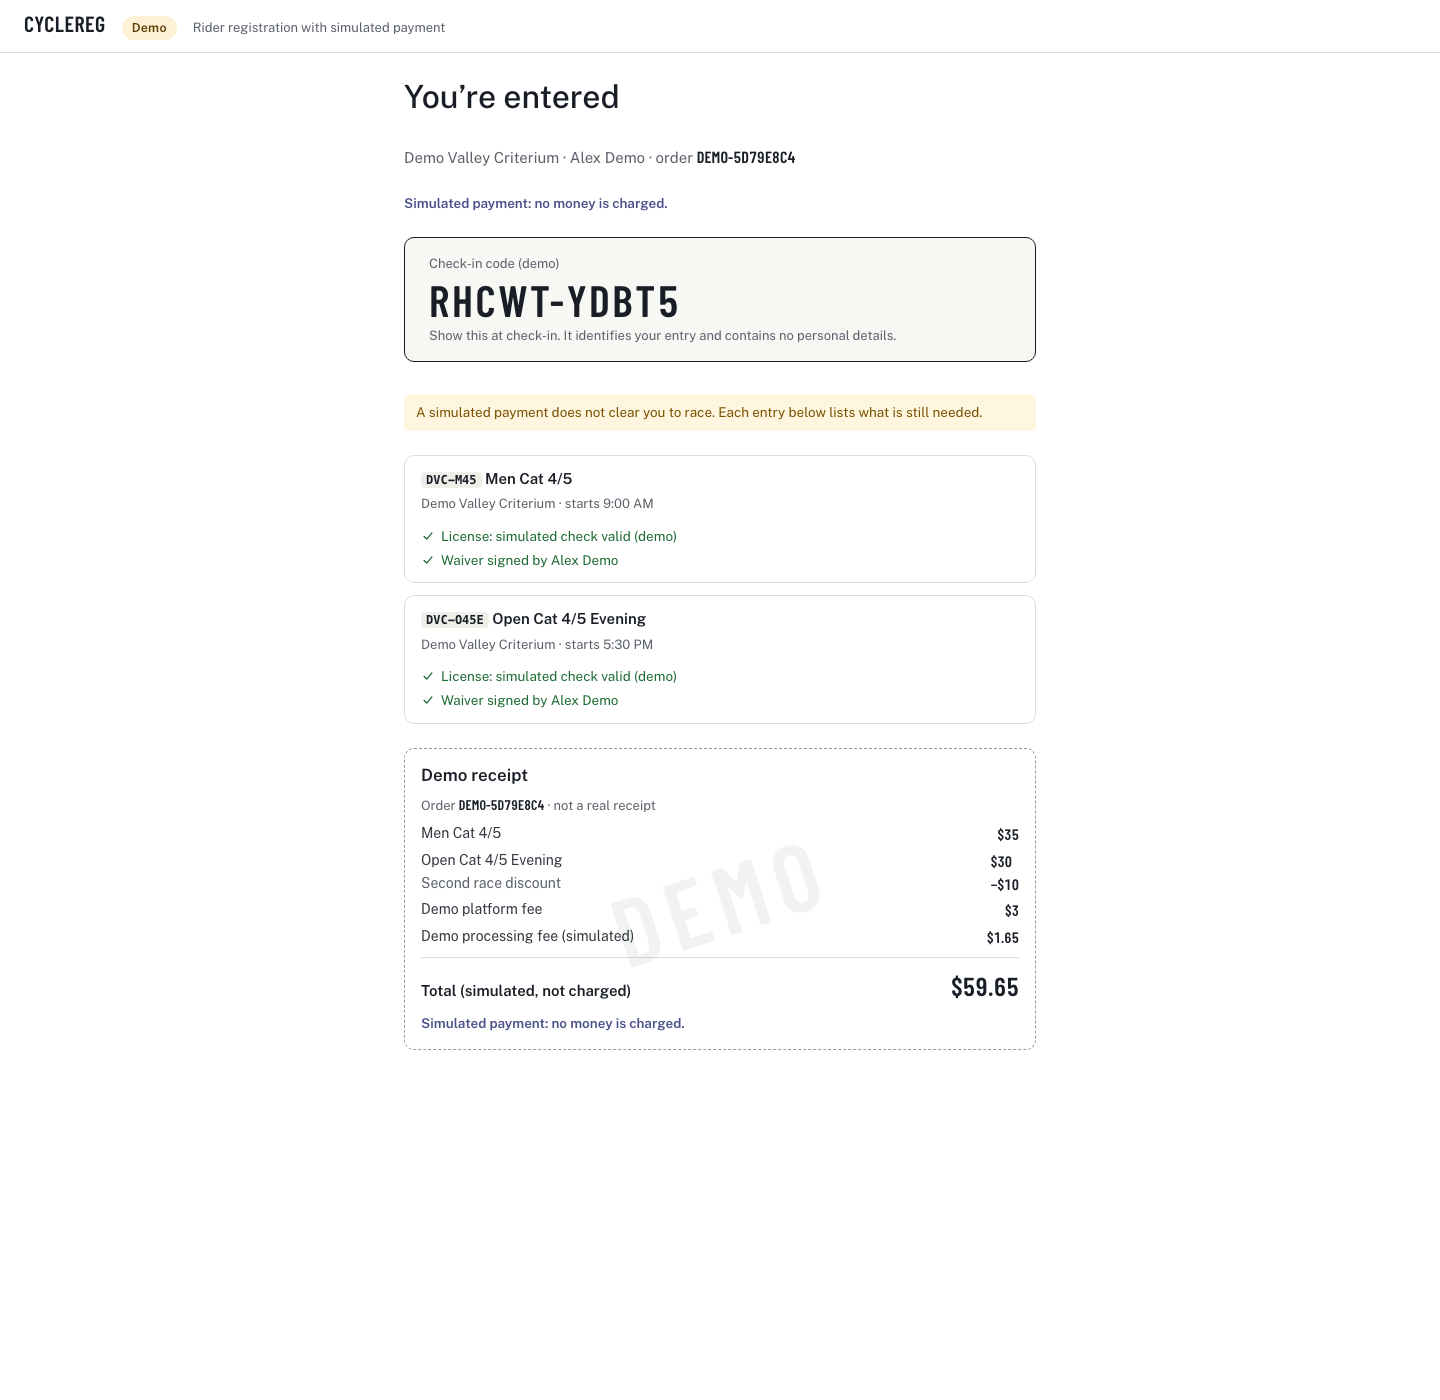 CYCLEREG Demo Rider registration with simulated payment
You’re entered
Demo Valley Criterium · Alex Demo · order DEMO-5D79E8C4
Simulated payment: no money is charged.
Check-in code (demo)
RHCWT-YDBT5
Show this at check-in. It identifies your entry and contains no personal details.
A simulated payment does not clear you to race. Each entry below lists what is still needed.
DVC-M45 Men Cat 4/5
Demo Valley Criterium · starts 9:00 AM
✓ License: simulated check valid (demo)
✓ Waiver signed by Alex Demo
DVC-O45E Open Cat 4/5 Evening
Demo Valley Criterium · starts 5:30 PM
✓ License: simulated check valid (demo)
✓ Waiver signed by Alex Demo
Demo receipt
Order DEMO-5D79E8C4 · not a real receipt
Men Cat 4/5 $35
Open Cat 4/5 Evening $30
Second race discount −$10
Demo platform fee $3
Demo processing fee (simulated) $1.65
DEMO
Total (simulated, not charged) $59.65
Simulated payment: no money is charged.